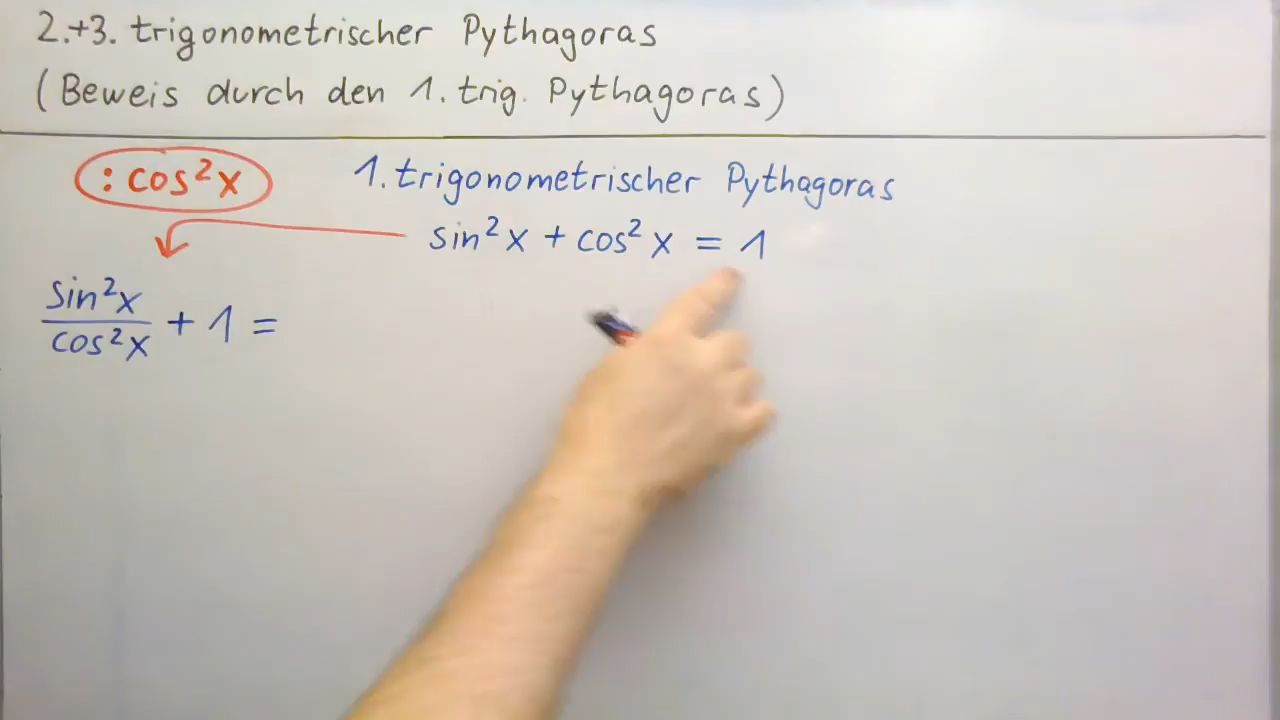 2.+3. trigonometrischer Pythagoras
(Beweis durch den 1. trig. Pythagoras)
: cos²x
1. trigonometrischer Pythagoras
sin²x + cos²x = 1
sin²x/cos²x + 1 =